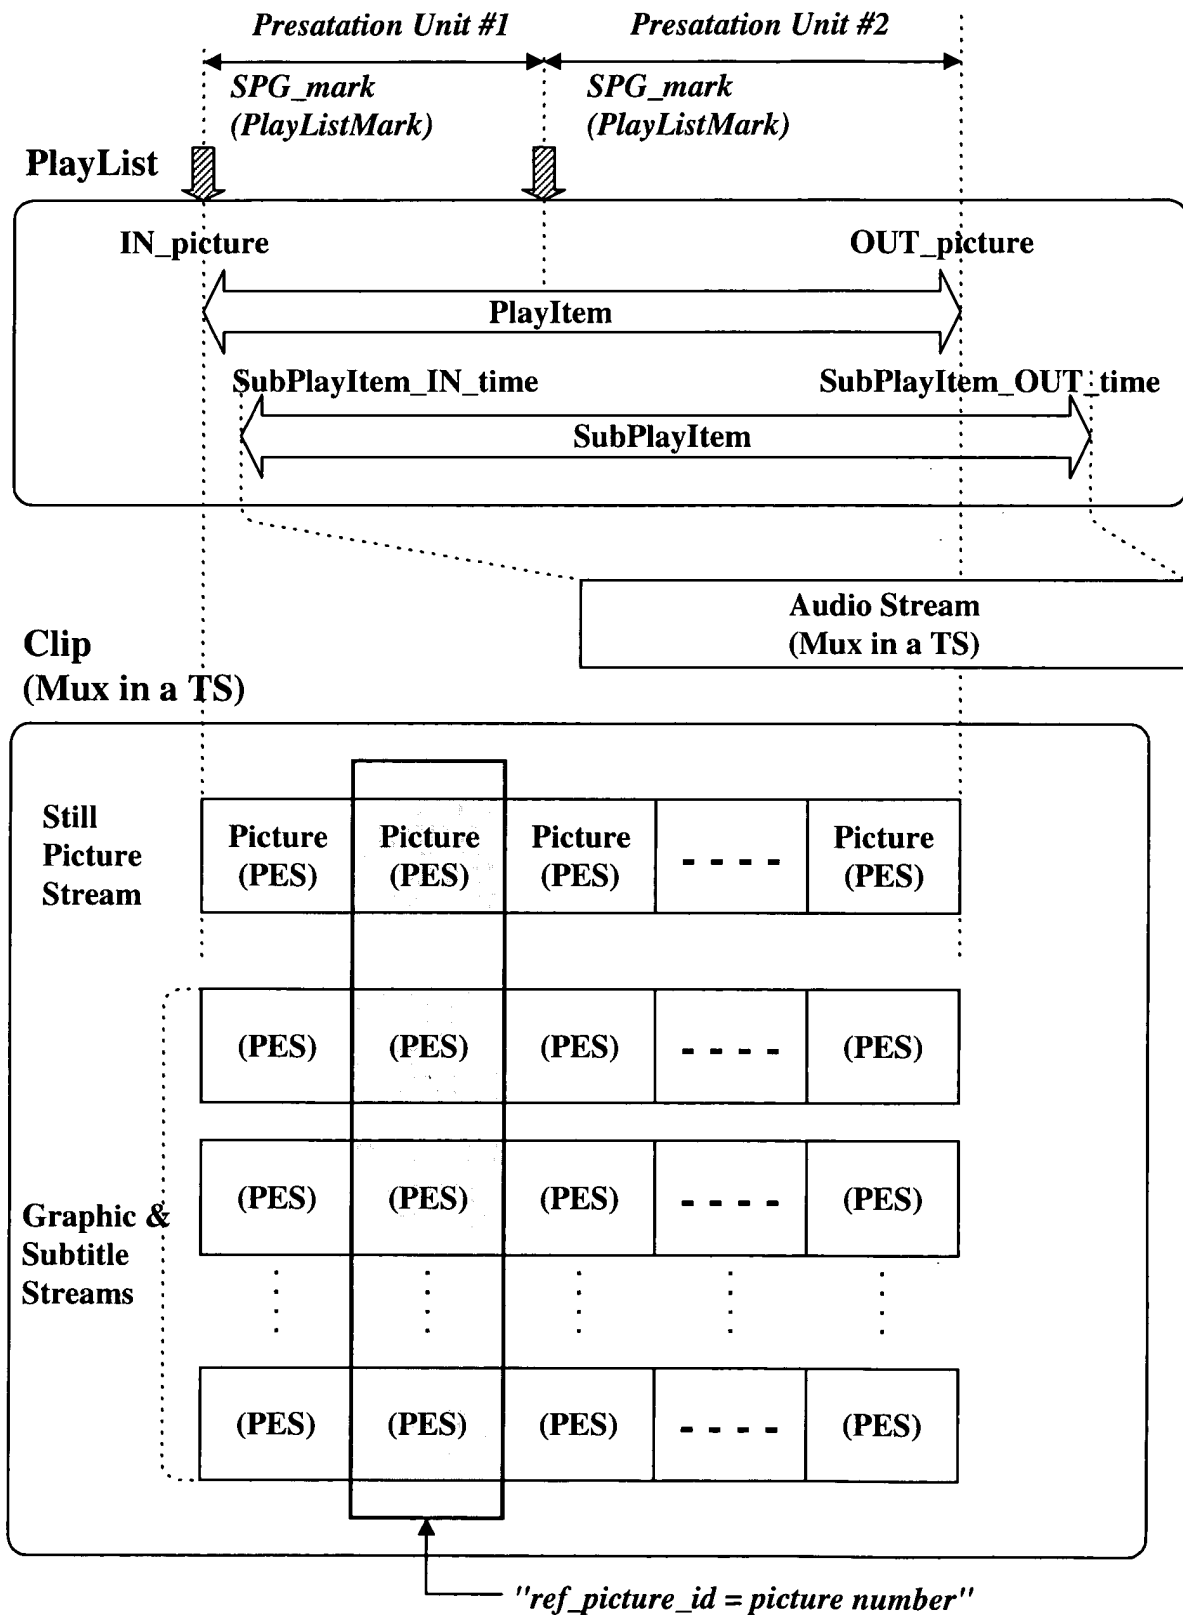 Presatation Unit #1
Presatation Unit #2
SPG_mark
(PlayListMark)
SPG_mark
(PlayListMark)
PlayList
IN_picture
OUT_picture
PlayItem
SubPlayItem_IN_time
SubPlayItem_OUT_time
SubPlayItem
Audio Stream
(Mux in a TS)
Clip
(Mux in a TS)
Still
Picture
Stream
Picture
(PES)
Picture
(PES)
Picture
(PES)
- - - -
Picture
(PES)
(PES)
(PES)
(PES)
- - - -
(PES)
Graphic &
Subtitle
Streams
(PES)
(PES)
(PES)
- - - -
(PES)
(PES)
(PES)
(PES)
- - - -
(PES)
"ref_picture_id = picture number"